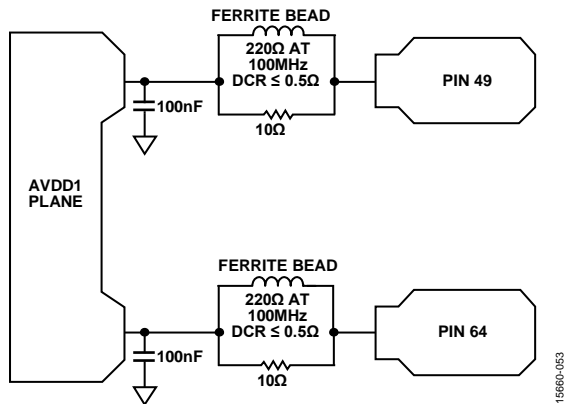 FERRITE BEAD
220Ω AT
100MHz
DCR ≤ 0.5Ω
10Ω
100nF
PIN 49
AVDD1
PLANE
FERRITE BEAD
220Ω AT
100MHz
DCR ≤ 0.5Ω
10Ω
100nF
PIN 64
15660-053